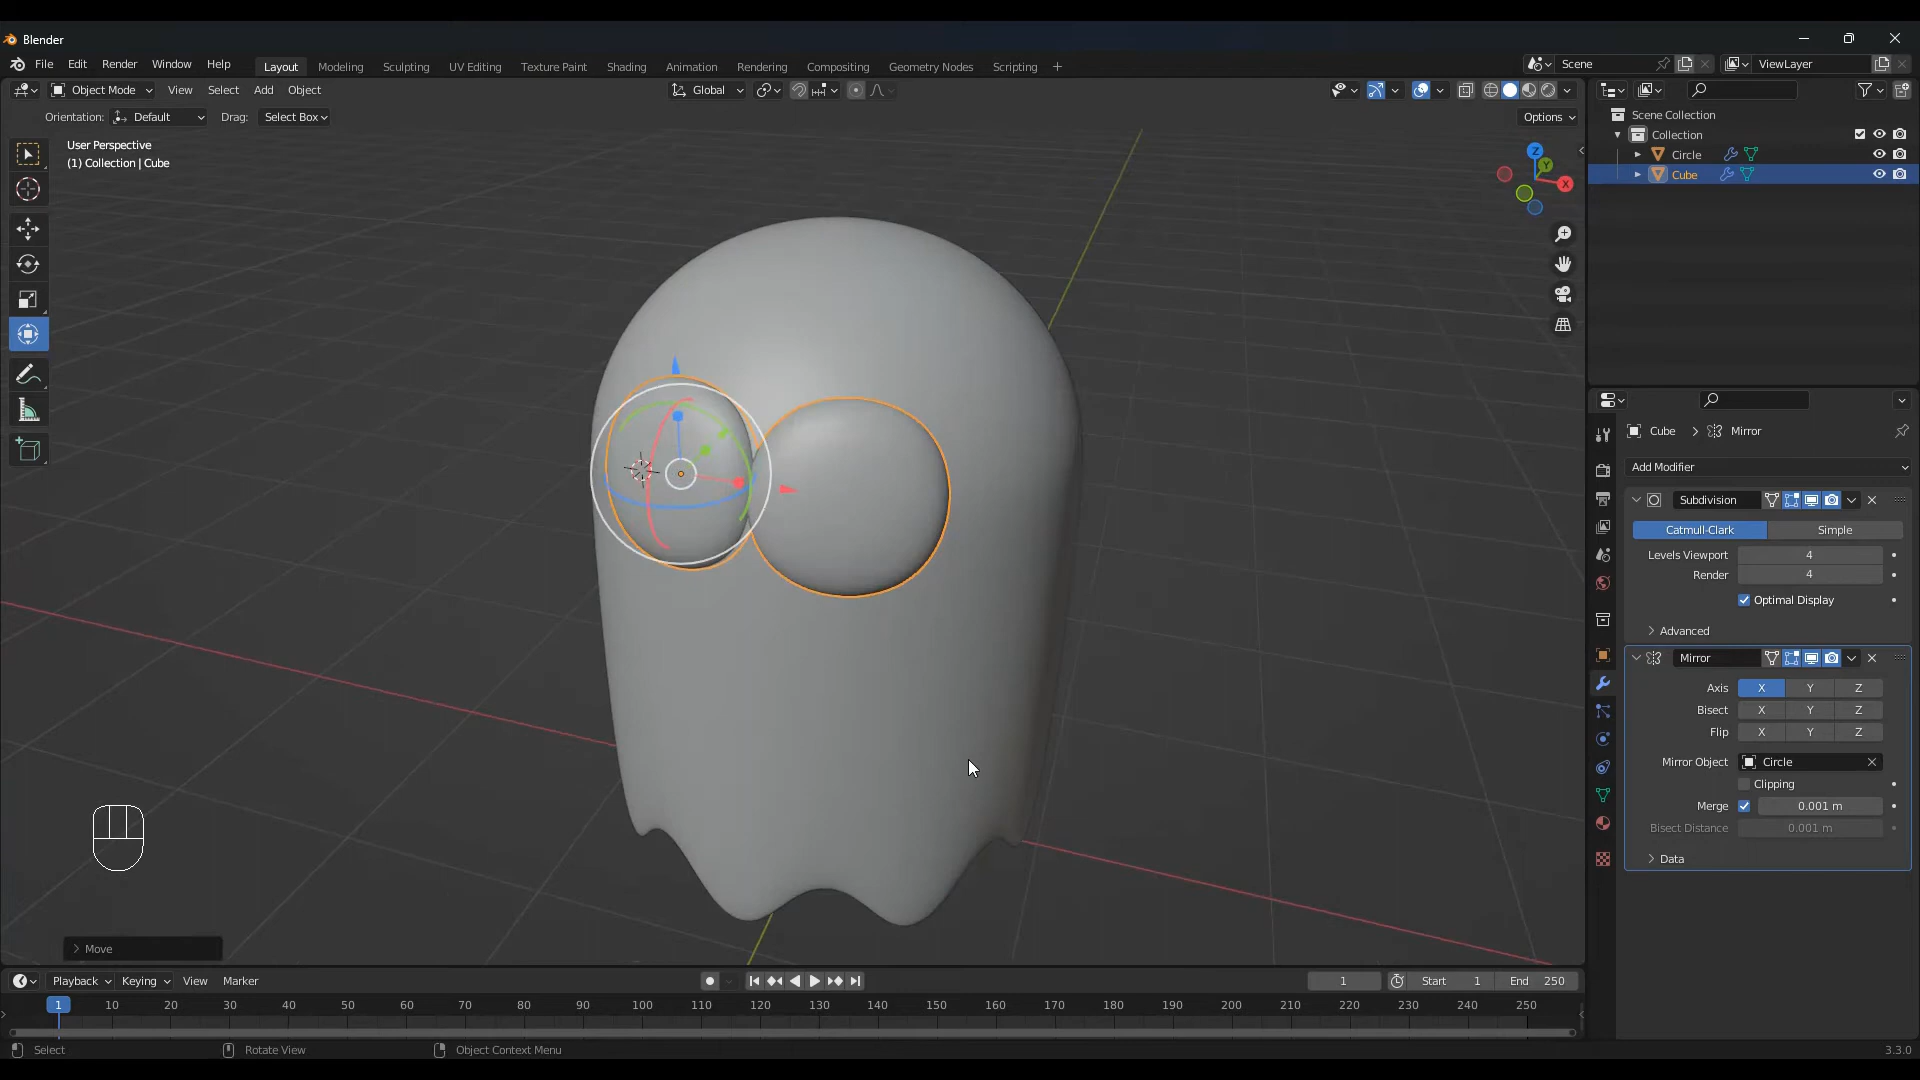 Blender
File Edit Render Window Help Layout Modeling Sculpting UV Editing Texture Paint Shading Animation Rendering Compositing Geometry Nodes Scripting + Scene ViewLayer
Object Mode View Select Add Object Global
Orientation: Default Drag: Select Box Options
User Perspective
(1) Collection | Cube
Z
Y
X
Scene Collection
Collection
Circle
Cube
Cube > Mirror
Add Modifier
Subdivision
Catmull-Clark Simple
Levels Viewport 4
Render 4
Optimal Display
Advanced
Mirror
Axis X Y Z
Bisect X Y Z
Flip X Y Z
Mirror Object Circle
Clipping
Merge 0.001 m
Bisect Distance 0.001 m
Data
> Move
Playback Keying View Marker 1 Start 1 End 250
1 10 20 30 40 50 60 70 80 90 100 110 120 130 140 150 160 170 180 190 200 210 220 230 240 250
Select Rotate View Object Context Menu 3.3.0